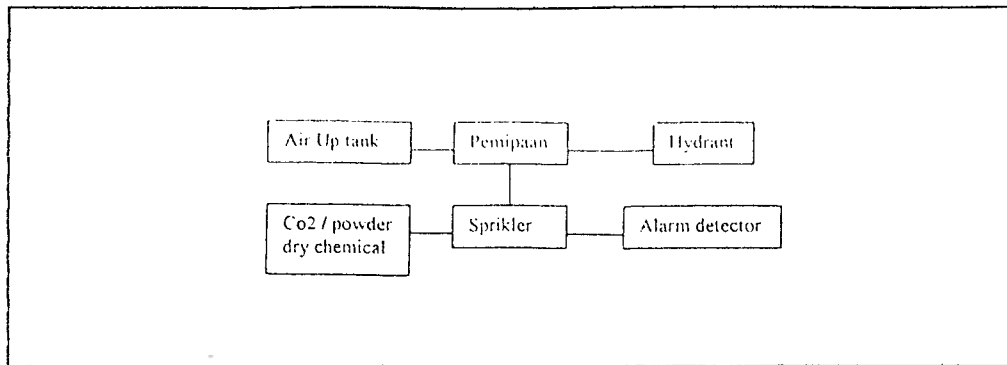 Air Up tank
Pemipaan
Hydrant
Co2 / powder
dry chemical
Sprikler
Alarm detector